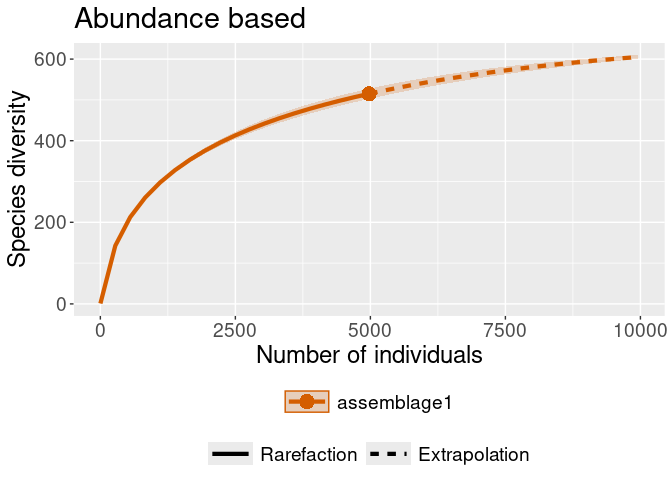 Abundance based
Species diversity
600
400
200
0
0 2500 5000 7500 10000
Number of individuals
assemblage1
Rarefaction Extrapolation